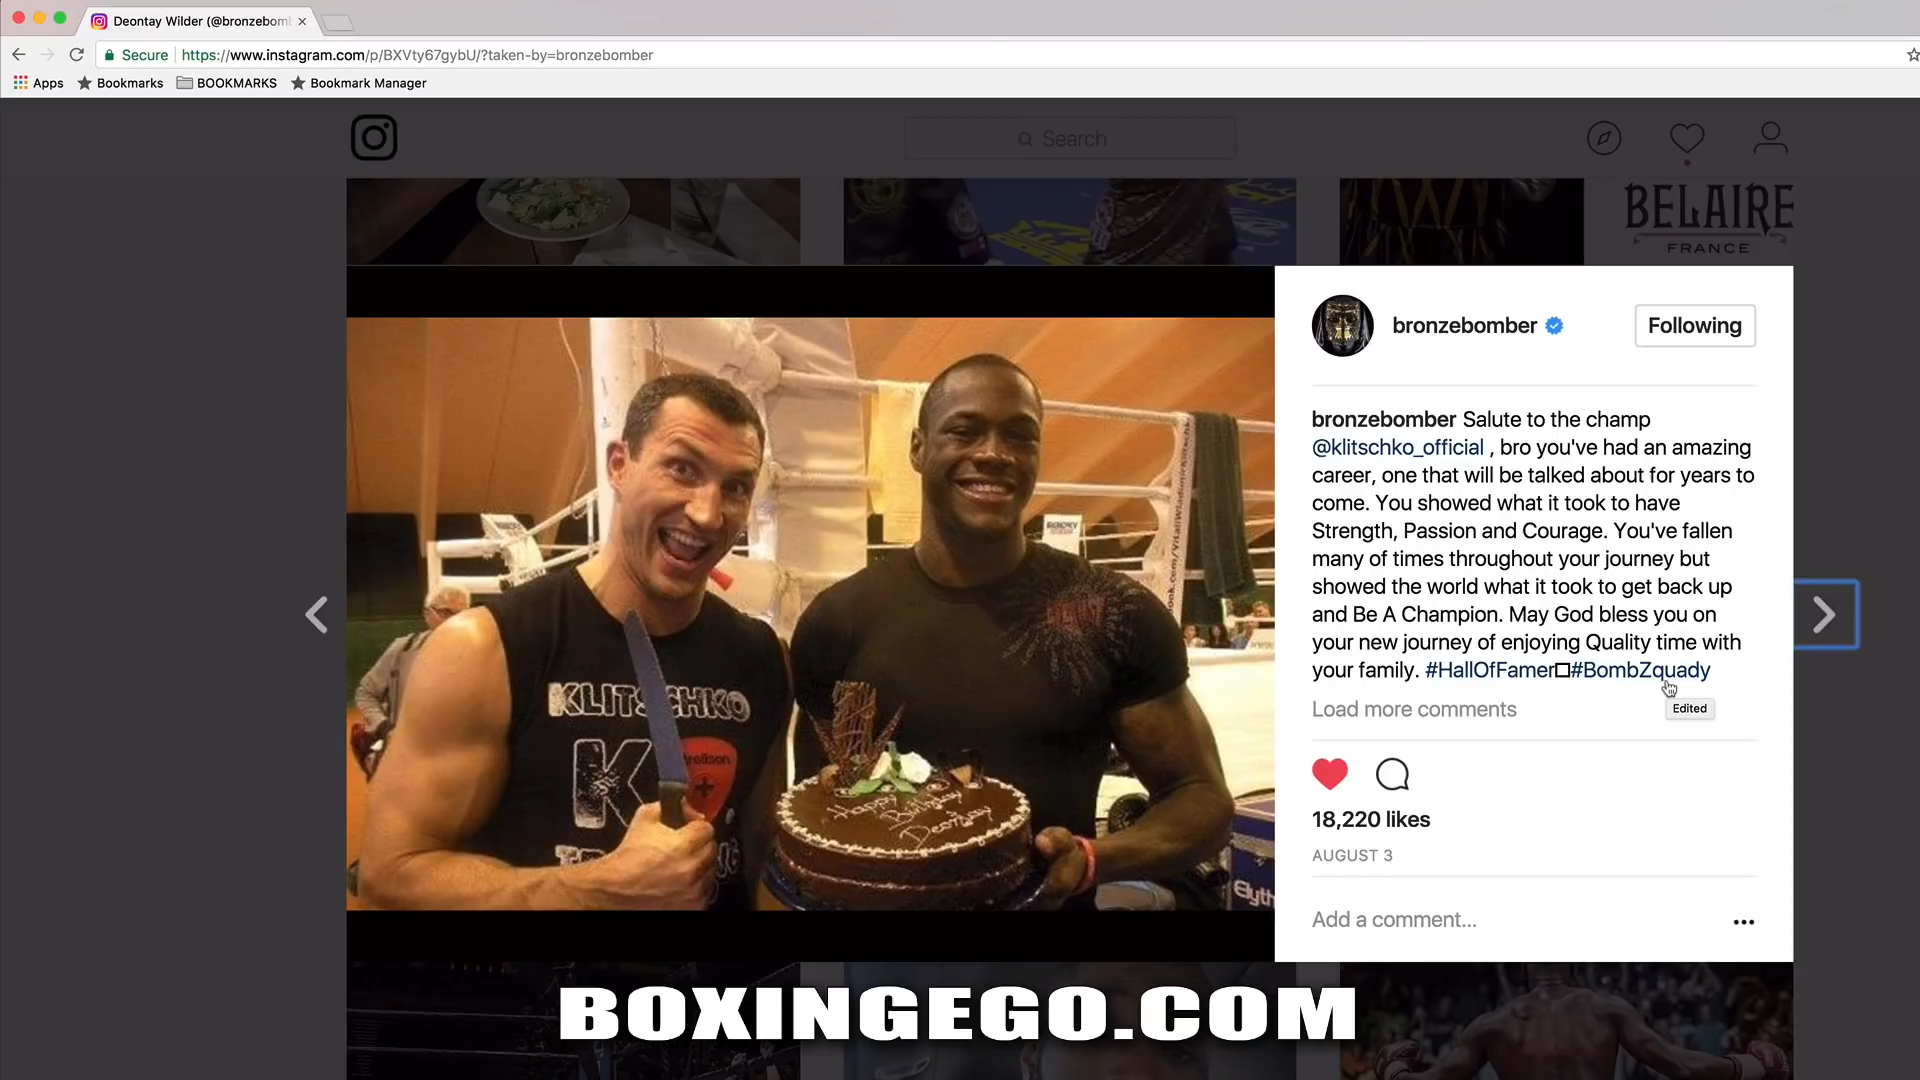 Deontay Wilder (@bronzebomb
Secure
https://www.instagram.com/p/BXVty67gybU/?taken-by=bronzebomber
Apps
Bookmarks
BOOKMARKS
Bookmark Manager
Search
BELAIRE
FRANCE
bronzebomber
Following
bronzebomber Salute to the champ
@klitschko_official , bro you've had an amazing
career, one that will be talked about for years to
come. You showed what it took to have
Strength, Passion and Courage. You've fallen
many of times throughout your journey but
showed the world what it took to get back up
and Be A Champion. May God bless you on
your new journey of enjoying Quality time with
your family. #HallOfFamer□#BombZquady
Edited
Load more comments
18,220 likes
AUGUST 3
Add a comment...
KLITSCHKO
K
Happy
Birthday
Deontay
BOXINGEGO.COM